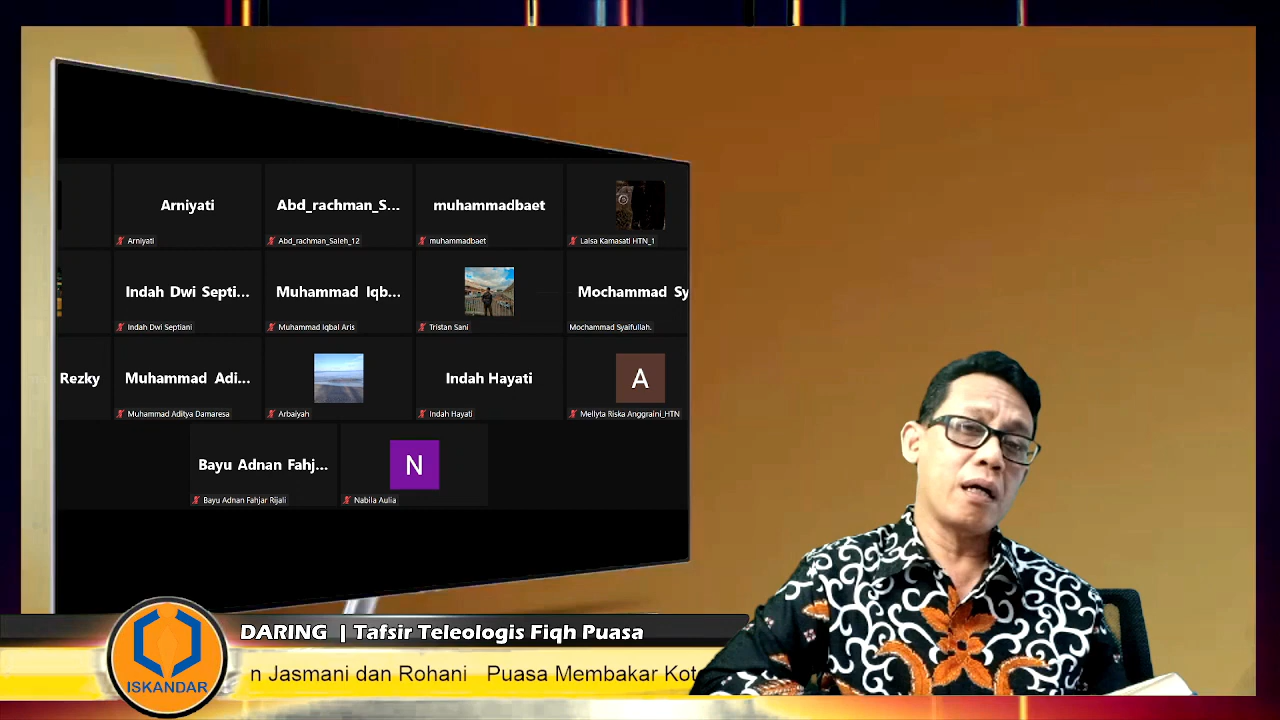 Arniyati
Abd_rachman_S...
muhammadbaet
Arniyati
Abd_rachman_Saleh_12
muhammadbaet
Laisa Kamasati HTN_1
Indah Dwi Septi...
Muhammad Iqb...
Mochammad Sy
Indah Dwi Septiani
Muhammad Iqbal Aris
Tristan Sani
Mochammad Syaifullah.
Rezky
Muhammad Adi...
Indah Hayati
A
Muhammad Aditya Damaresa
Arbaiyah
Indah Hayati
Mellyta Riska Anggraini_HTN
Bayu Adnan Fahj...
N
Bayu Adnan Fahjar Rijali
Nabila Aulia
DARING | Tafsir Teleologis Fiqh Puasa
n Jasmani dan Rohani Puasa Membakar Kot
ISKANDAR